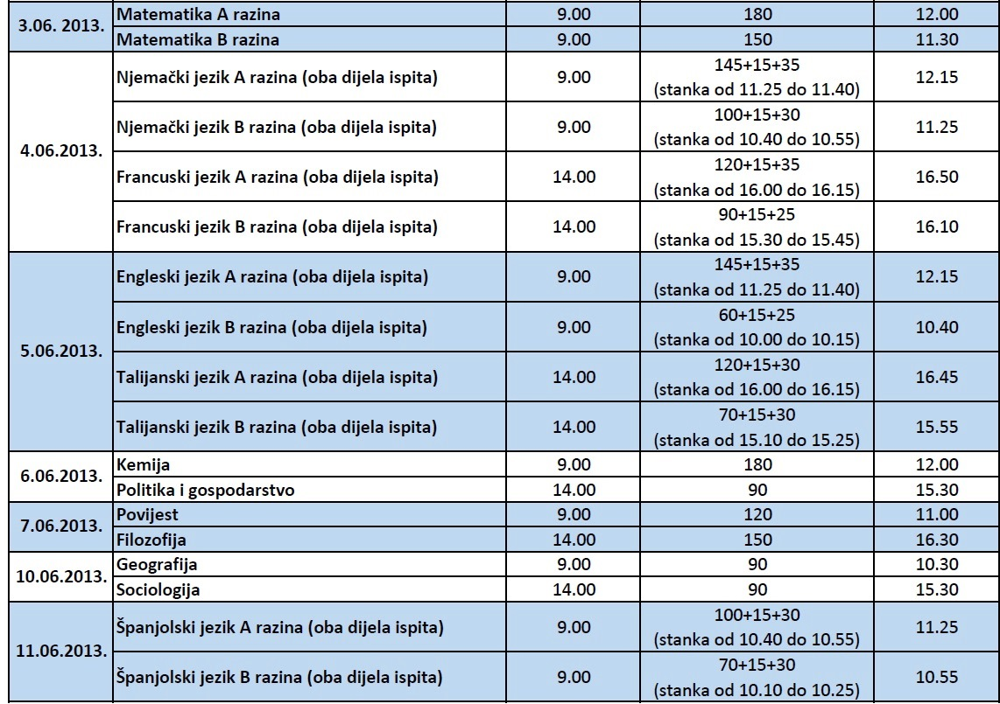 3.06. 2013.
Matematika A razina 9.00 180 12.00
Matematika B razina 9.00 150 11.30
4.06.2013.
Njemački jezik A razina (oba dijela ispita) 9.00 145+15+35
(stanka od 11.25 do 11.40) 12.15
Njemački jezik B razina (oba dijela ispita) 9.00 100+15+30
(stanka od 10.40 do 10.55) 11.25
Francuski jezik A razina (oba dijela ispita) 14.00 120+15+35
(stanka od 16.00 do 16.15) 16.50
Francuski jezik B razina (oba dijela ispita) 14.00 90+15+25
(stanka od 15.30 do 15.45) 16.10
5.06.2013.
Engleski jezik A razina (oba dijela ispita) 9.00 145+15+35
(stanka od 11.25 do 11.40) 12.15
Engleski jezik B razina (oba dijela ispita) 9.00 60+15+25
(stanka od 10.00 do 10.15) 10.40
Talijanski jezik A razina (oba dijela ispita) 14.00 120+15+30
(stanka od 16.00 do 16.15) 16.45
Talijanski jezik B razina (oba dijela ispita) 14.00 70+15+30
(stanka od 15.10 do 15.25) 15.55
6.06.2013.
Kemija 9.00 180 12.00
Politika i gospodarstvo 14.00 90 15.30
7.06.2013.
Povijest 9.00 120 11.00
Filozofija 14.00 150 16.30
10.06.2013.
Geografija 9.00 90 10.30
Sociologija 14.00 90 15.30
11.06.2013.
Španjolski jezik A razina (oba dijela ispita) 9.00 100+15+30
(stanka od 10.40 do 10.55) 11.25
Španjolski jezik B razina (oba dijela ispita) 9.00 70+15+30
(stanka od 10.10 do 10.25) 10.55